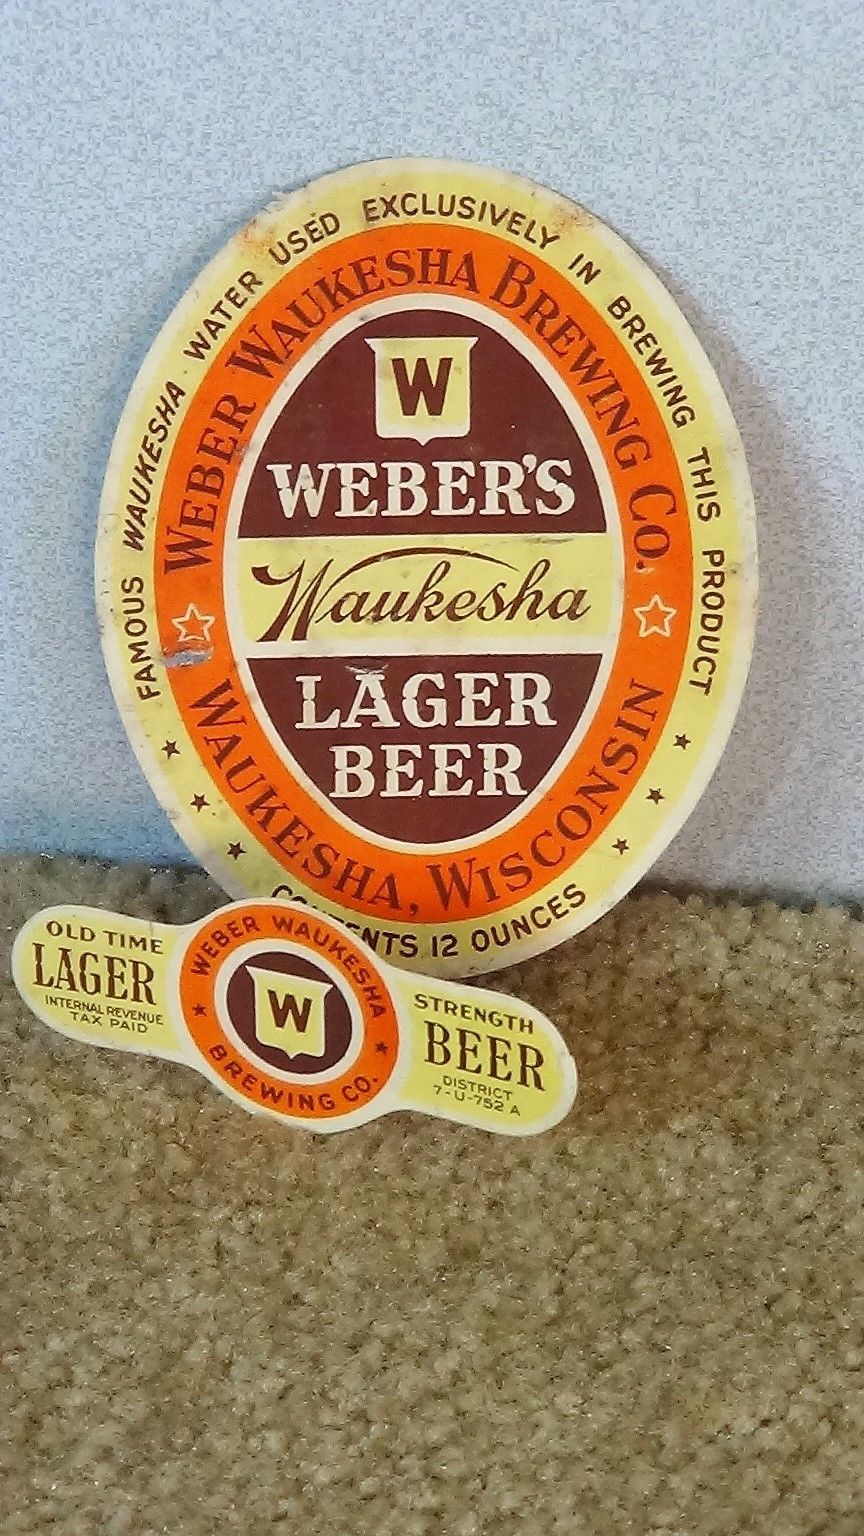 FAMOUS WAUKESHA WATER USED EXCLUSIVELY IN BREWING THIS PRODUCT
WEBER WAUKESHA BREWING CO.
W
WEBER'S
Waukesha
LAGER
BEER
WAUKESHA, WISCONSIN
CONTENTS 12 OUNCES
OLD TIME
LAGER
INTERNAL REVENUE
TAX PAID
WEBER WAUKESHA
W
BREWING CO.
STRENGTH
BEER
DISTRICT
7-U-752 A